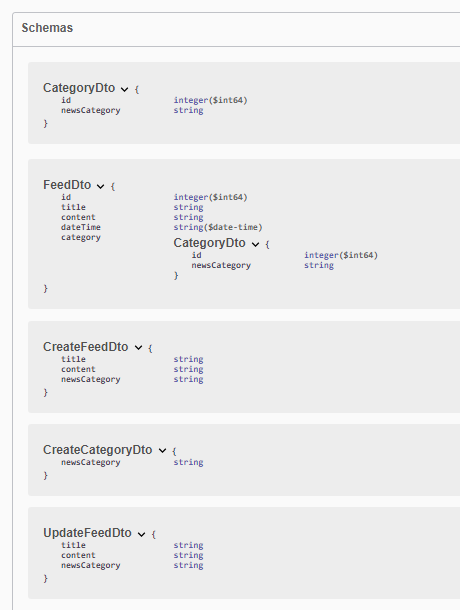 Schemas
CategoryDto {
id integer($int64)
newsCategory string
}
FeedDto {
id integer($int64)
title string
content string
dateTime string($date-time)
category
CategoryDto {
id integer($int64)
newsCategory string
}
}
CreateFeedDto {
title string
content string
newsCategory string
}
CreateCategoryDto {
newsCategory string
}
UpdateFeedDto {
title string
content string
newsCategory string
}